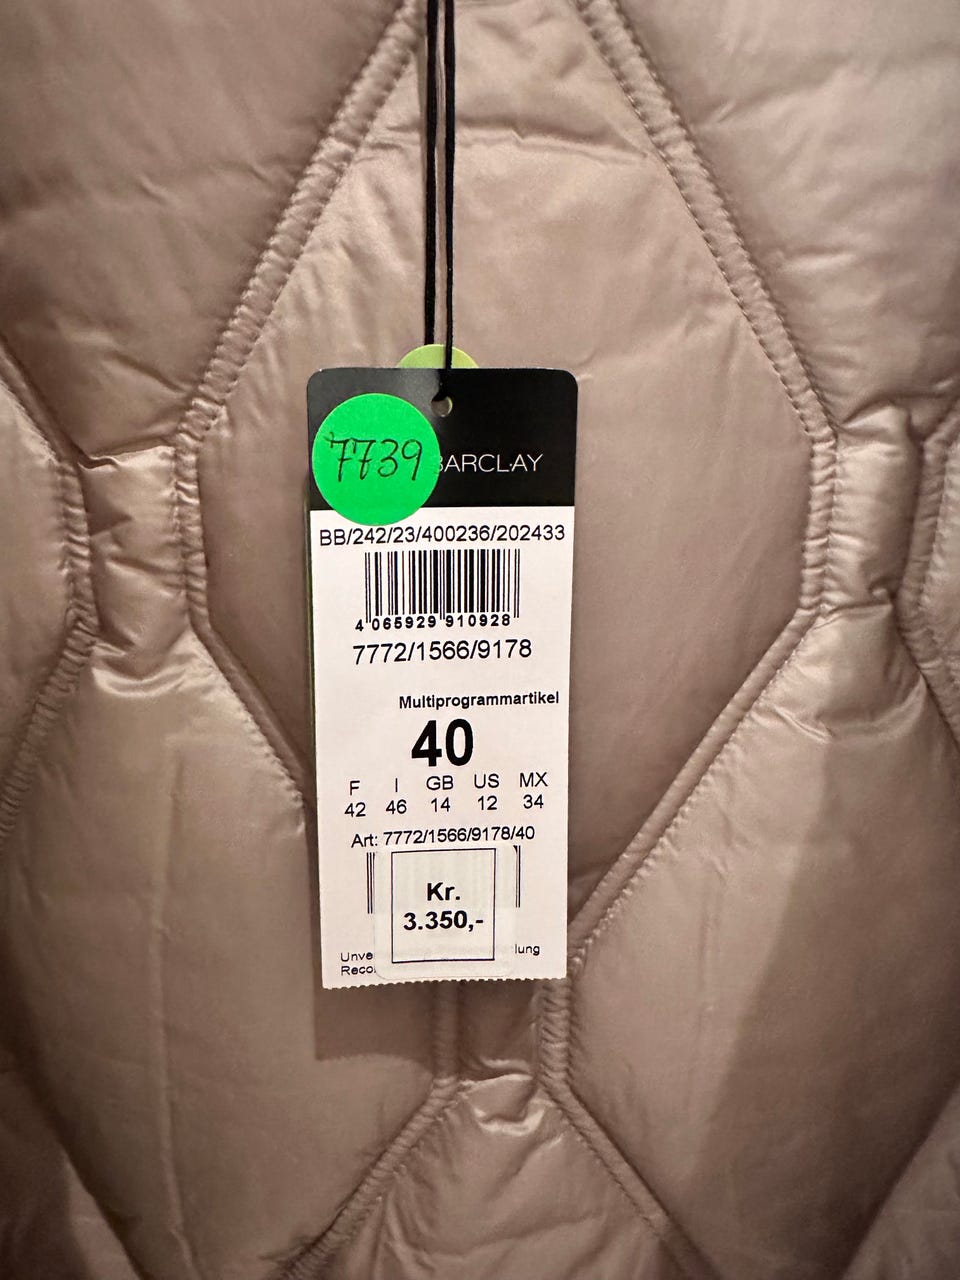 7739
BARCLAY
BB/242/23/400236/202433
4 065929 910928
7772/1566/9178
Multiprogrammartikel
40
F I GB US MX
42 46 14 12 34
Art: 7772/1566/9178/40
Kr.
3.350,-